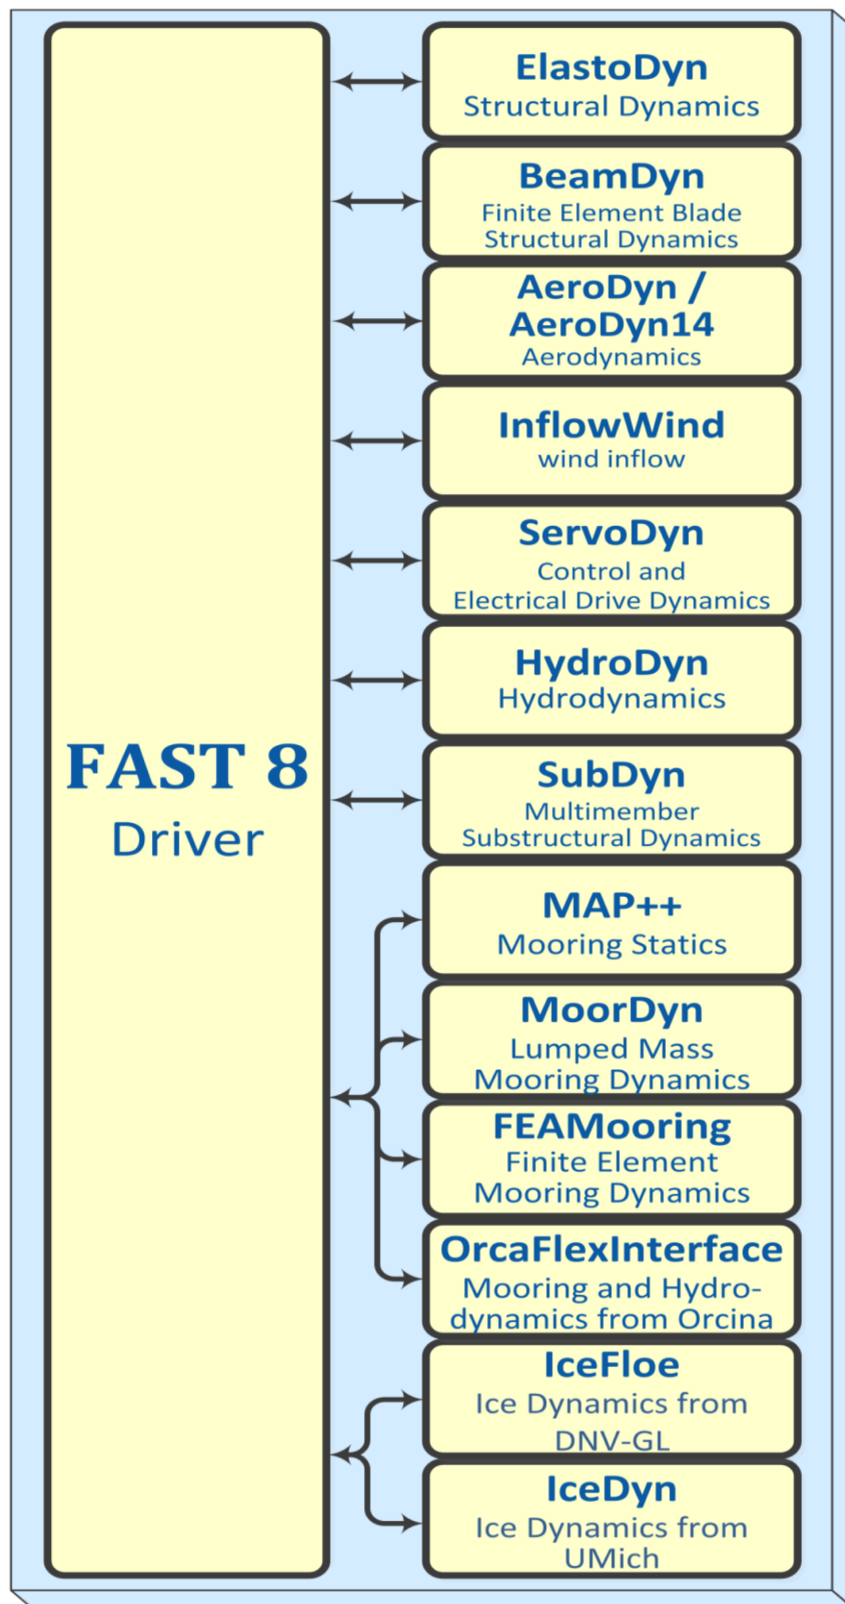 FAST 8
Driver
ElastoDyn
Structural Dynamics
BeamDyn
Finite Element Blade
Structural Dynamics
AeroDyn /
AeroDyn14
Aerodynamics
InflowWind
wind inflow
ServoDyn
Control and
Electrical Drive Dynamics
HydroDyn
Hydrodynamics
SubDyn
Multimember
Substructural Dynamics
MAP++
Mooring Statics
MoorDyn
Lumped Mass
Mooring Dynamics
FEAMooring
Finite Element
Mooring Dynamics
OrcaFlexInterface
Mooring and Hydro-
dynamics from Orcina
IceFloe
Ice Dynamics from
DNV-GL
IceDyn
Ice Dynamics from
UMich